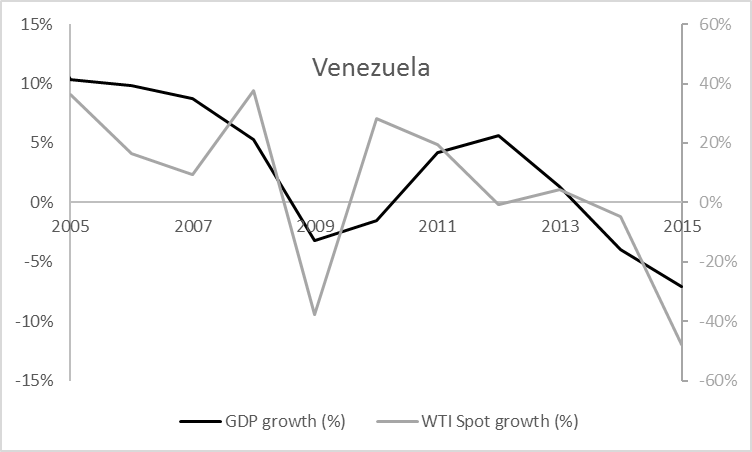 Venezuela
15% 60%
10% 40%
5% 20%
0% 0%
2005 2007 2009 2011 2013 2015
-5% -20%
-10% -40%
-15% -60%
GDP growth (%) WTI Spot growth (%)